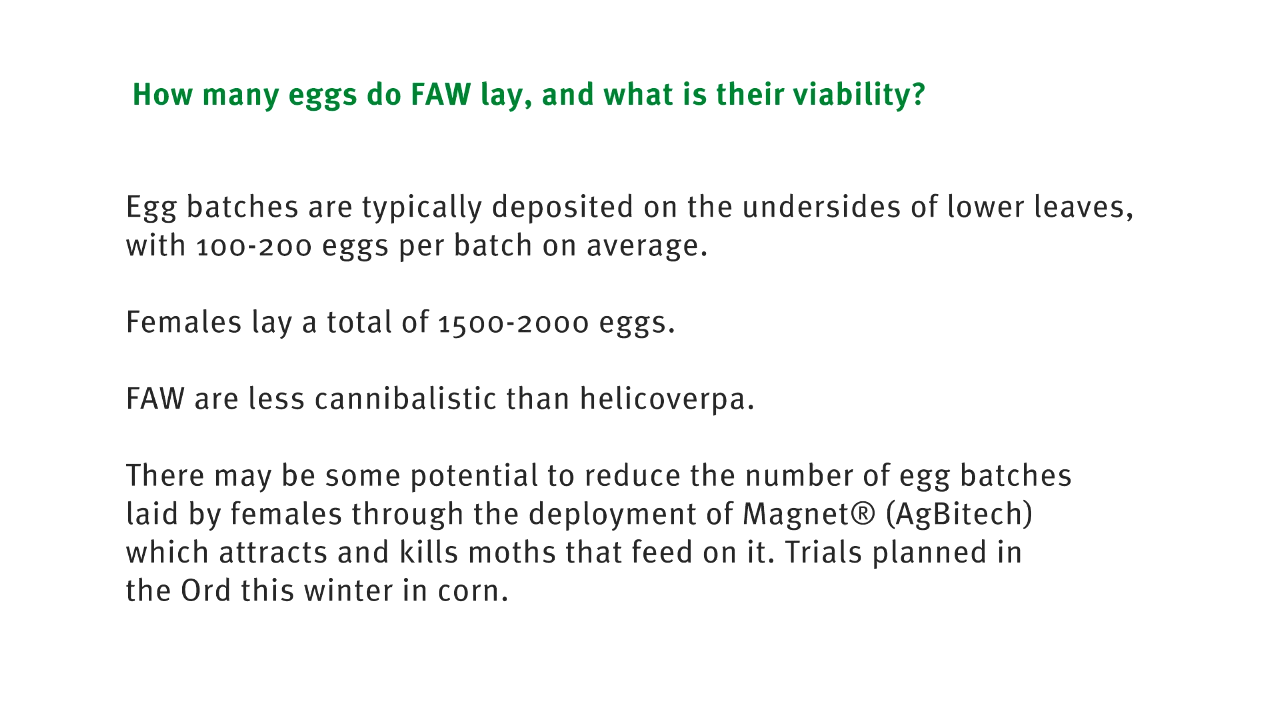 How many eggs do FAW lay, and what is their viability?
Egg batches are typically deposited on the undersides of lower leaves,
with 100-200 eggs per batch on average.
Females lay a total of 1500-2000 eggs.
FAW are less cannibalistic than helicoverpa.
There may be some potential to reduce the number of egg batches
laid by females through the deployment of Magnet® (AgBitech)
which attracts and kills moths that feed on it. Trials planned in
the Ord this winter in corn.